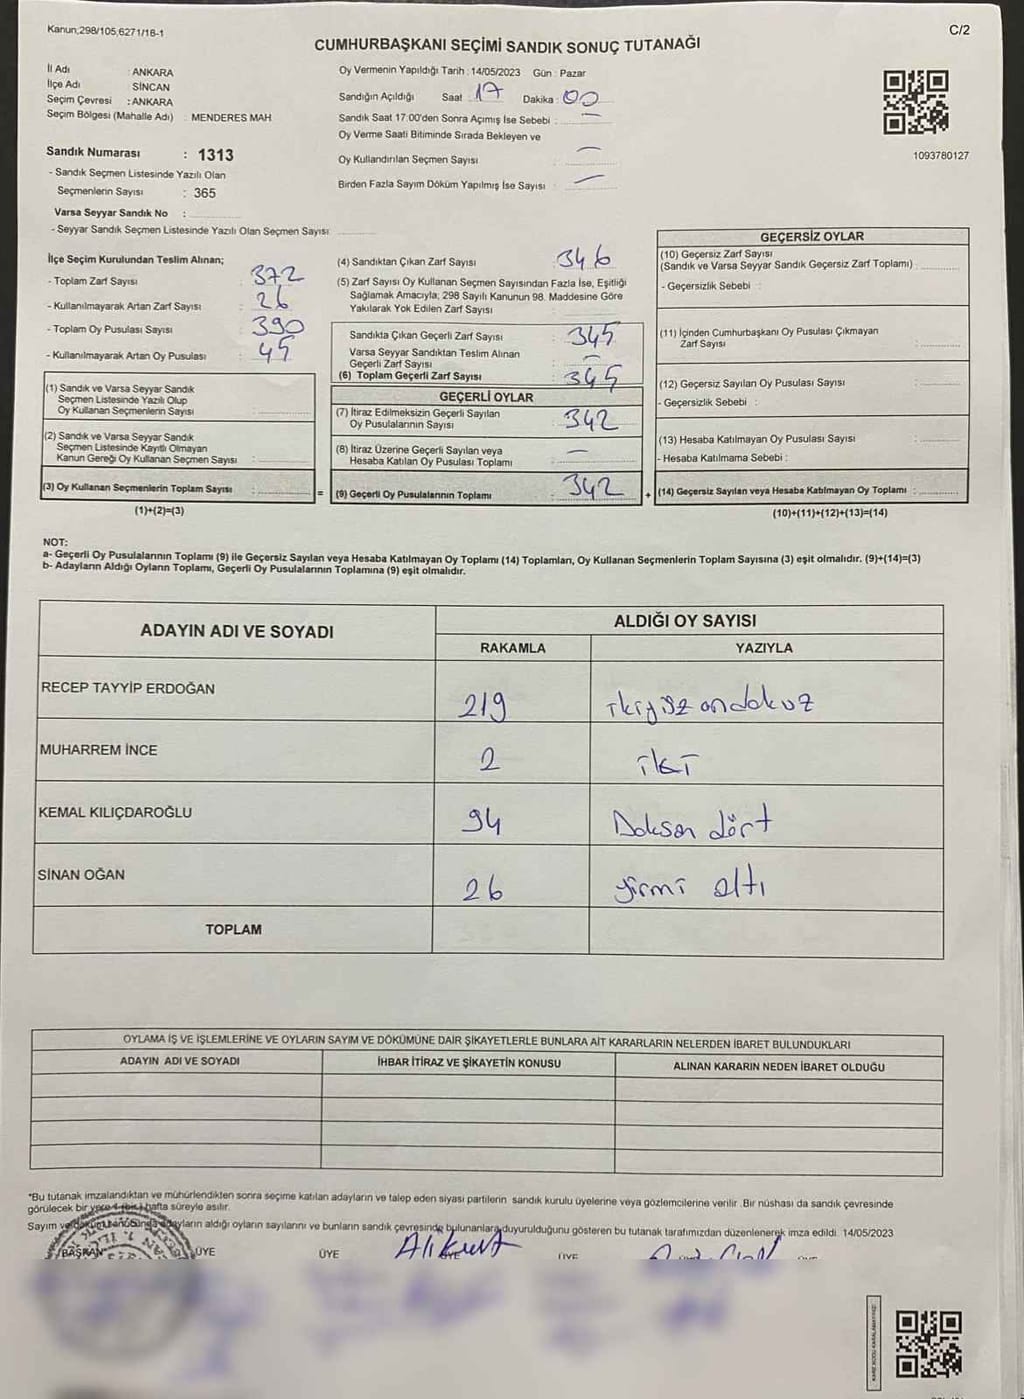 Kanun;298/105,6271/18-1
C/2
CUMHURBAŞKANI SEÇİMİ SANDIK SONUÇ TUTANAĞI
İl Adı : ANKARA
İlçe Adı : SİNCAN
Seçim Çevresi : ANKARA
Seçim Bölgesi (Mahalle Adı) : MENDERES MAH
Sandık Numarası : 1313
- Sandık Seçmen Listesinde Yazılı Olan
Seçmenlerin Sayısı : 365
Varsa Seyyar Sandık No :
- Seyyar Sandık Seçmen Listesinde Yazılı Olan Seçmen Sayısı:
Oy Vermenin Yapıldığı Tarih : 14/05/2023 Gün : Pazar
Sandığın Açıldığı Saat : 17 Dakika : 00
Sandık Saat 17:00'den Sonra Açımış İse Sebebi : —
Oy Verme Saati Bitiminde Sırada Bekleyen ve
Oy Kullandırılan Seçmen Sayısı : —
Birden Fazla Sayım Döküm Yapılmış İse Sayısı : —
1093780127
İlçe Seçim Kurulundan Teslim Alınan;
- Toplam Zarf Sayısı : 372
- Kullanılmayarak Artan Zarf Sayısı : 26
- Toplam Oy Pusulası Sayısı : 390
- Kullanılmayarak Artan Oy Pusulası : 45
(1) Sandık ve Varsa Seyyar Sandık
Seçmen Listesinde Yazılı Olup
Oy Kullanan Seçmenlerin Sayısı :
(2) Sandık ve Varsa Seyyar Sandık
Seçmen Listesinde Kayıtlı Olmayan
Kanun Gereği Oy Kullanan Seçmen Sayısı :
(3) Oy Kullanan Seçmenlerin Toplam Sayısı :
(1)+(2)=(3)
(4) Sandıktan Çıkan Zarf Sayısı : 346
(5) Zarf Sayısı Oy Kullanan Seçmen Sayısından Fazla İse, Eşitliği
Sağlamak Amacıyla; 298 Sayılı Kanunun 98. Maddesine Göre
Yakılarak Yok Edilen Zarf Sayısı :
Sandıkta Çıkan Geçerli Zarf Sayısı : 345
Varsa Seyyar Sandıktan Teslim Alınan
Geçerli Zarf Sayısı : —
(6) Toplam Geçerli Zarf Sayısı : 345
GEÇERLİ OYLAR
(7) İtiraz Edilmeksizin Geçerli Sayılan
Oy Pusulalarının Sayısı : 342
(8) İtiraz Üzerine Geçerli Sayılan veya
Hesaba Katılan Oy Pusulası Toplamı : —
= (9) Geçerli Oy Pusulalarının Toplamı : 342 +
GEÇERSİZ OYLAR
(10) Geçersiz Zarf Sayısı
(Sandık ve Varsa Seyyar Sandık Geçersiz Zarf Toplamı) :
- Geçersizlik Sebebi :
(11) İçinden Cumhurbaşkanı Oy Pusulası Çıkmayan
Zarf Sayısı :
(12) Geçersiz Sayılan Oy Pusulası Sayısı :
- Geçersizlik Sebebi :
(13) Hesaba Katılmayan Oy Pusulası Sayısı :
- Hesaba Katılmama Sebebi :
(14) Geçersiz Sayılan veya Hesaba Katılmayan Oy Toplamı :
(10)+(11)+(12)+(13)=(14)
NOT:
a- Geçerli Oy Pusulalarının Toplamı (9) ile Geçersiz Sayılan veya Hesaba Katılmayan Oy Toplamı (14) Toplamları, Oy Kullanan Seçmenlerin Toplam Sayısına (3) eşit olmalıdır. (9)+(14)=(3)
b- Adayların Aldığı Oyların Toplamı, Geçerli Oy Pusulalarının Toplamına (9) eşit olmalıdır.
ADAYIN ADI VE SOYADI ALDIĞI OY SAYISI
RAKAMLA YAZIYLA
RECEP TAYYİP ERDOĞAN 219 ikiyüz ondokuz
MUHARREM İNCE 2 iki
KEMAL KILIÇDAROĞLU 94 Doksan dört
SİNAN OĞAN 26 yirmi altı
TOPLAM
OYLAMA İŞ VE İŞLEMLERİNE VE OYLARIN SAYIM VE DÖKÜMÜNE DAİR ŞİKAYETLERLE BUNLARA AİT KARARLARIN NELERDEN İBARET BULUNDUKLARI
ADAYIN ADI VE SOYADI İHBAR İTİRAZ VE ŞİKAYETİN KONUSU ALINAN KARARIN NEDEN İBARET OLDUĞU
*Bu tutanak imzalandıktan ve mühürlendikten sonra seçime katılan adayların ve talep eden siyasi partilerin sandık kurulu üyelerine veya gözlemcilerine verilir. Bir nüshası da sandık çevresinde
görülecek bir yere 1 (bir) hafta süreyle asılır.
Sayım ve adayların aldığı oyların sayılarını ve bunların sandık çevresinde bulunanlara duyurulduğunu gösteren bu tutanak tarafımızdan düzenlenerek imza edildi. 14/05/2023
BAŞKAN ÜYE ÜYE ÜYE ÜYE
Ali Kurt